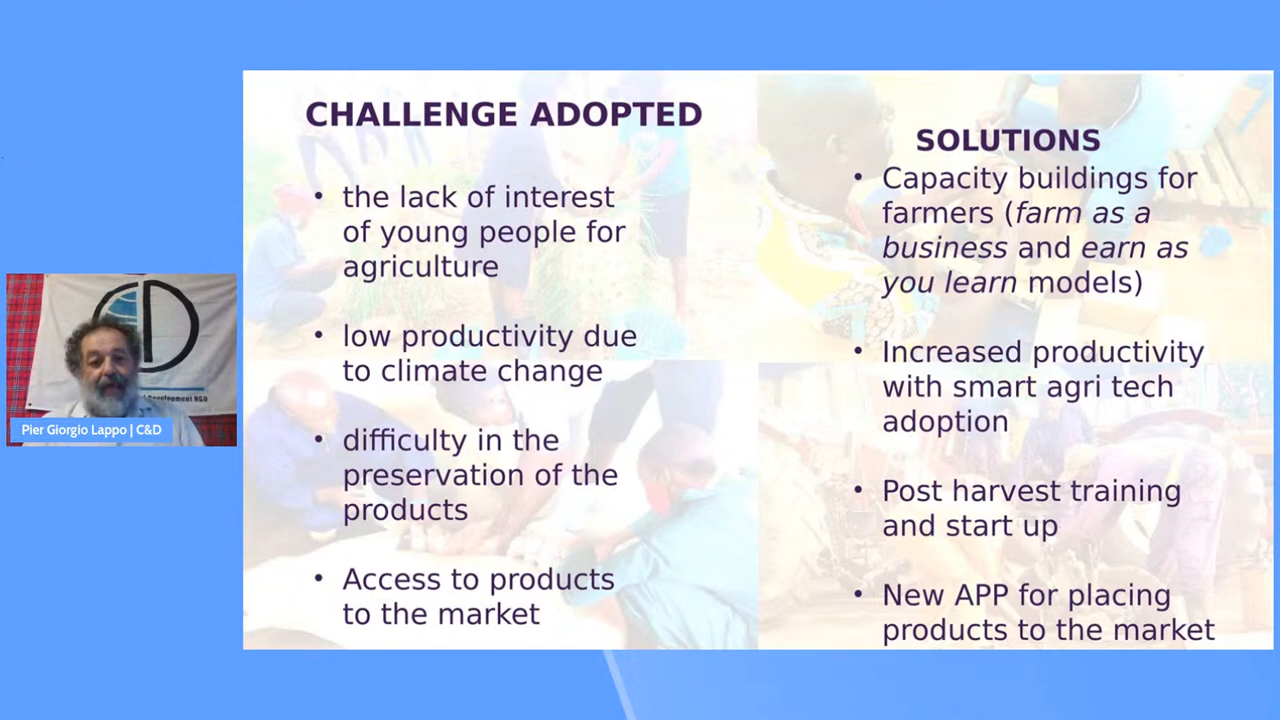 CHALLENGE ADOPTED
• the lack of interest
of young people for
agriculture
• low productivity due
to climate change
• difficulty in the
preservation of the
products
• Access to products
to the market
SOLUTIONS
• Capacity buildings for
farmers (farm as a
business and earn as
you learn models)
• Increased productivity
with smart agri tech
adoption
• Post harvest training
and start up
• New APP for placing
products to the market
CD
Development NGO
Pier Giorgio Lappo | C&D